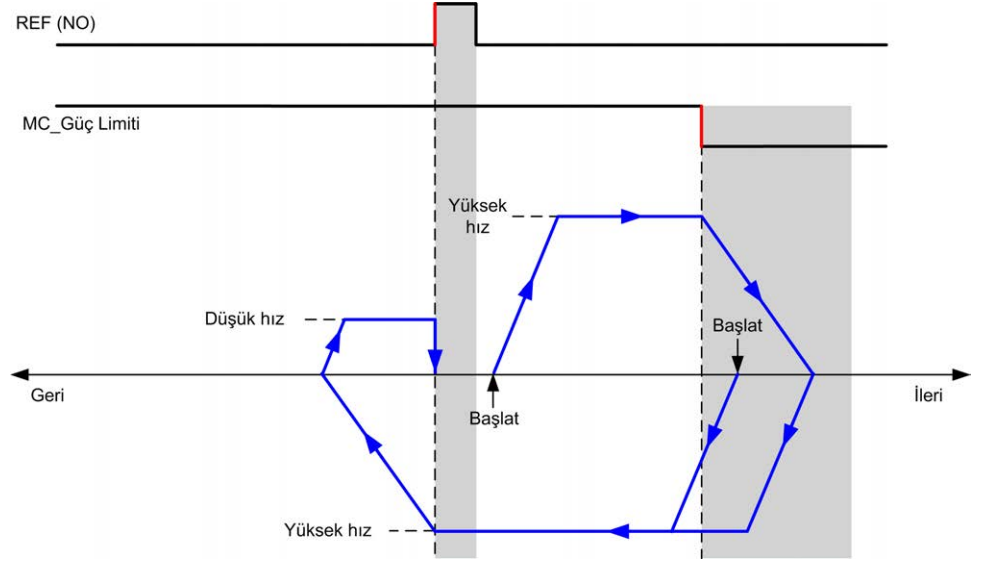 REF (NO)
MC_Güç Limiti
Yüksek
hız
Düşük hız
Başlat
Geri
İleri
Başlat
Yüksek hız